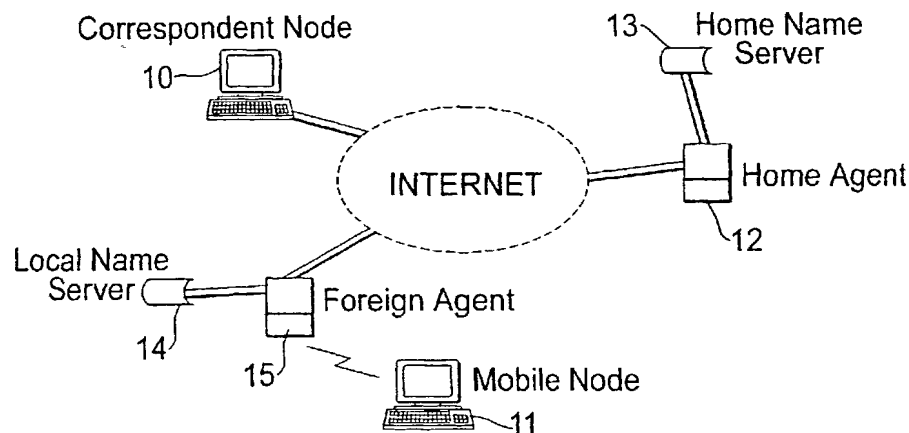 Correspondent Node
10
13
Home Name
Server
INTERNET
Home Agent
12
Local Name
Server
14
Foreign Agent
15
Mobile Node
11